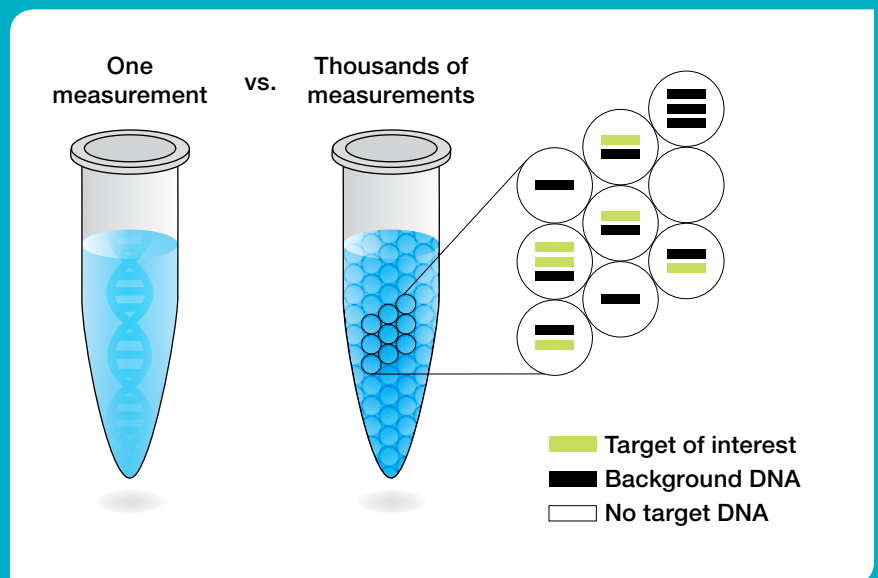 One
measurement
vs.
Thousands of
measurements
Target of interest
Background DNA
No target DNA